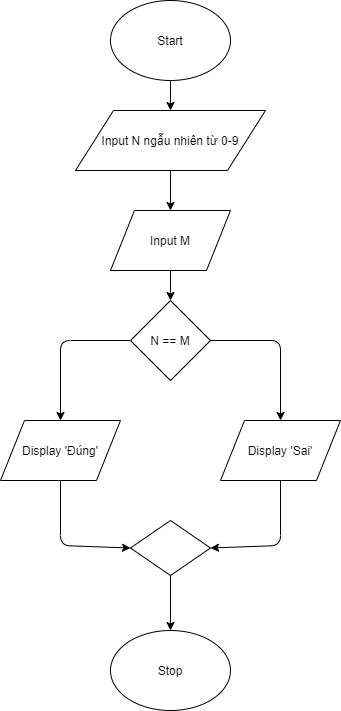 Start
Input N ngẫu nhiên từ 0-9
Input M
N == M
Display 'Đúng'
Display 'Sai'
Stop